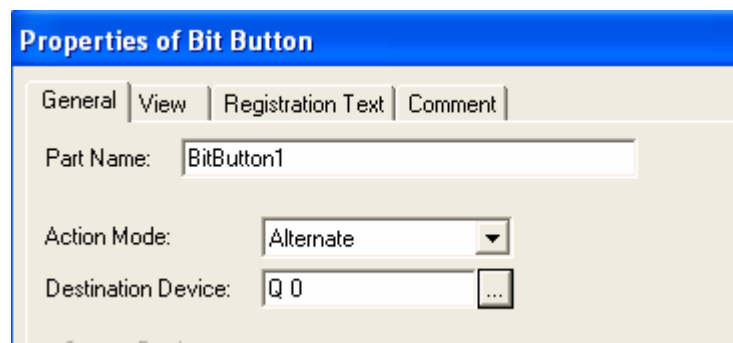 Properties of Bit Button
General View Registration Text Comment
Part Name: BitButton1
Action Mode: Alternate
Destination Device: Q 0 ...